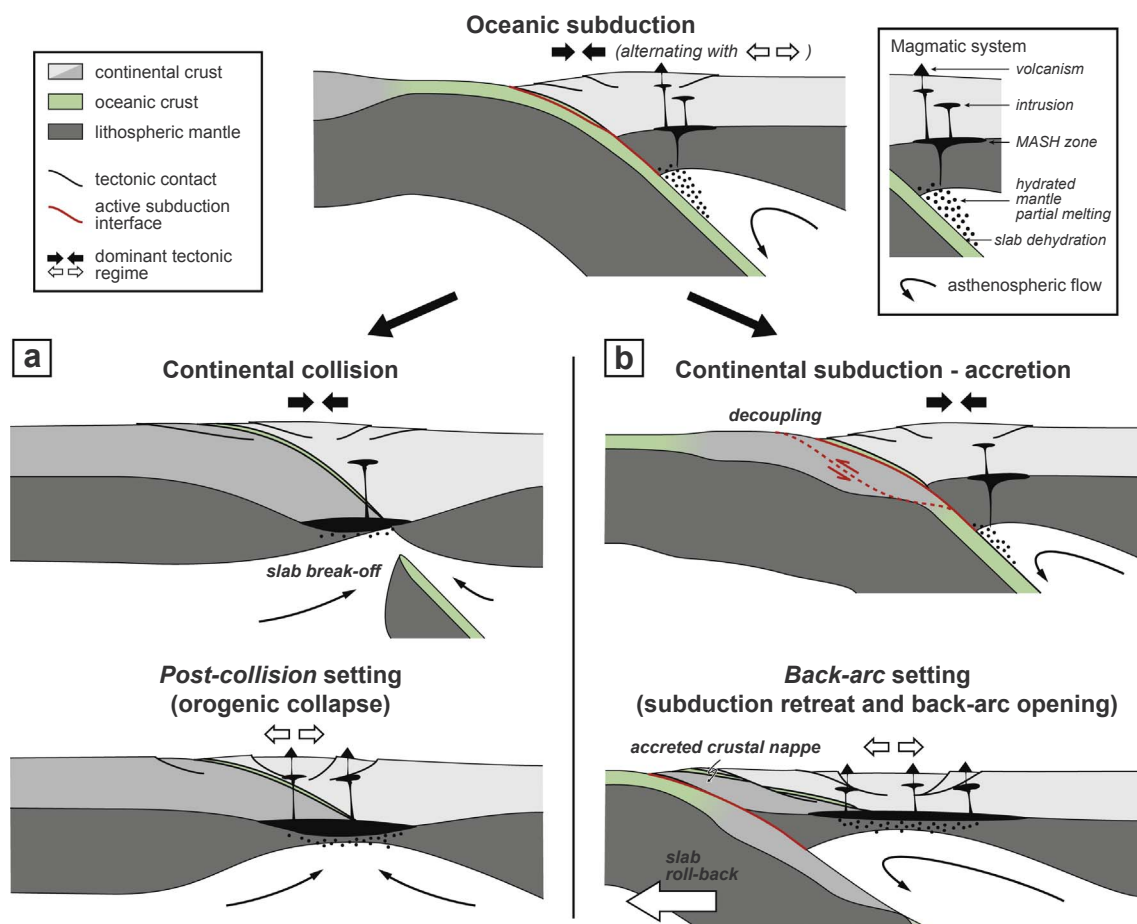 Oceanic subduction
(alternating with )
continental crust
oceanic crust
lithospheric mantle
tectonic contact
active subduction
interface
dominant tectonic
regime
Magmatic system
volcanism
intrusion
MASH zone
hydrated
mantle
partial melting
slab dehydration
asthenospheric flow
a
Continental collision
slab break-off
Post-collision setting
(orogenic collapse)
b
Continental subduction - accretion
decoupling
Back-arc setting
(subduction retreat and back-arc opening)
accreted crustal nappe
slab
roll-back